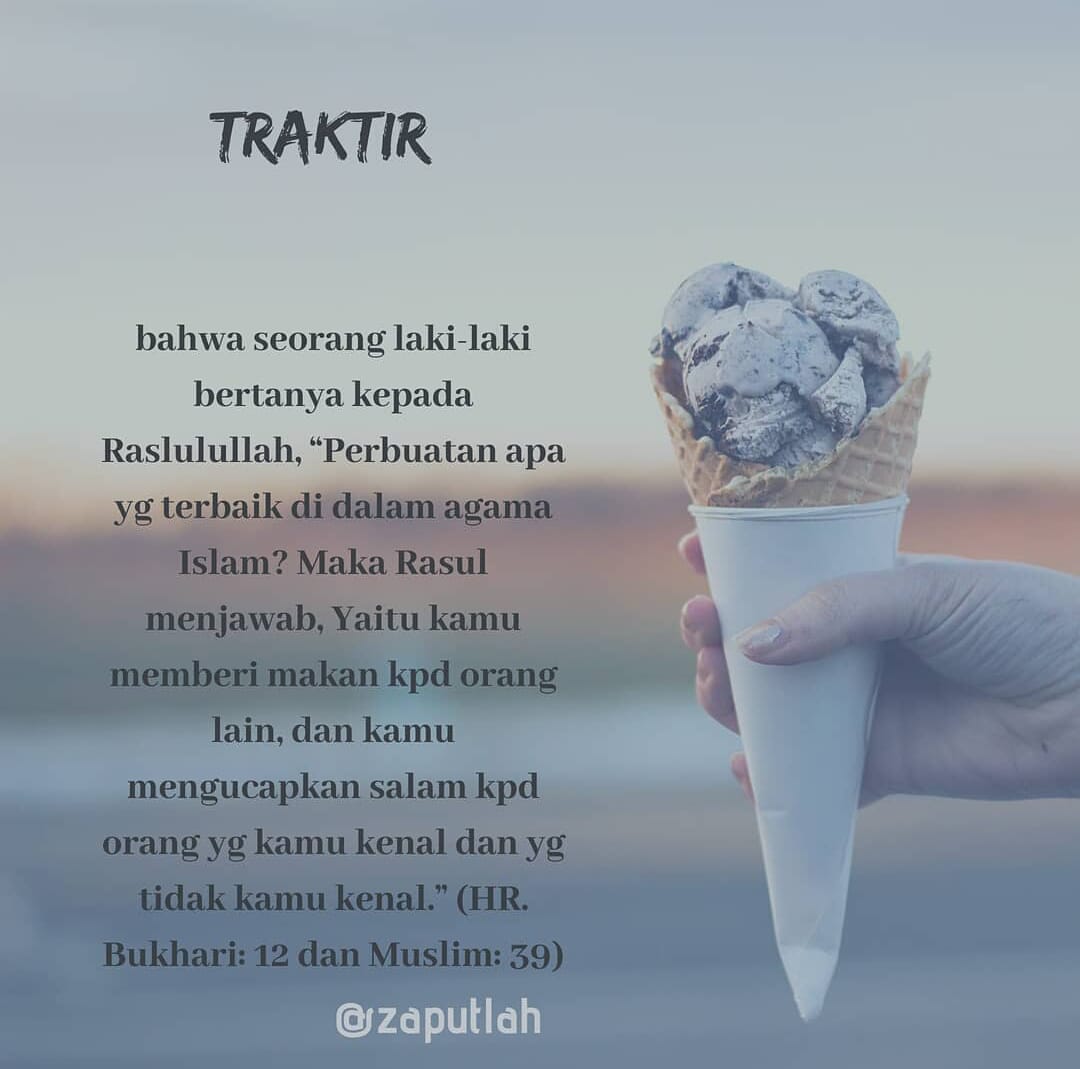 TRAKTIR
bahwa seorang laki-laki
bertanya kepada
Raslulullah, “Perbuatan apa
yg terbaik di dalam agama
Islam? Maka Rasul
menjawab, Yaitu kamu
memberi makan kpd orang
lain, dan kamu
mengucapkan salam kpd
orang yg kamu kenal dan yg
tidak kamu kenal.” (HR.
Bukhari: 12 dan Muslim: 39)
@rzaputlah